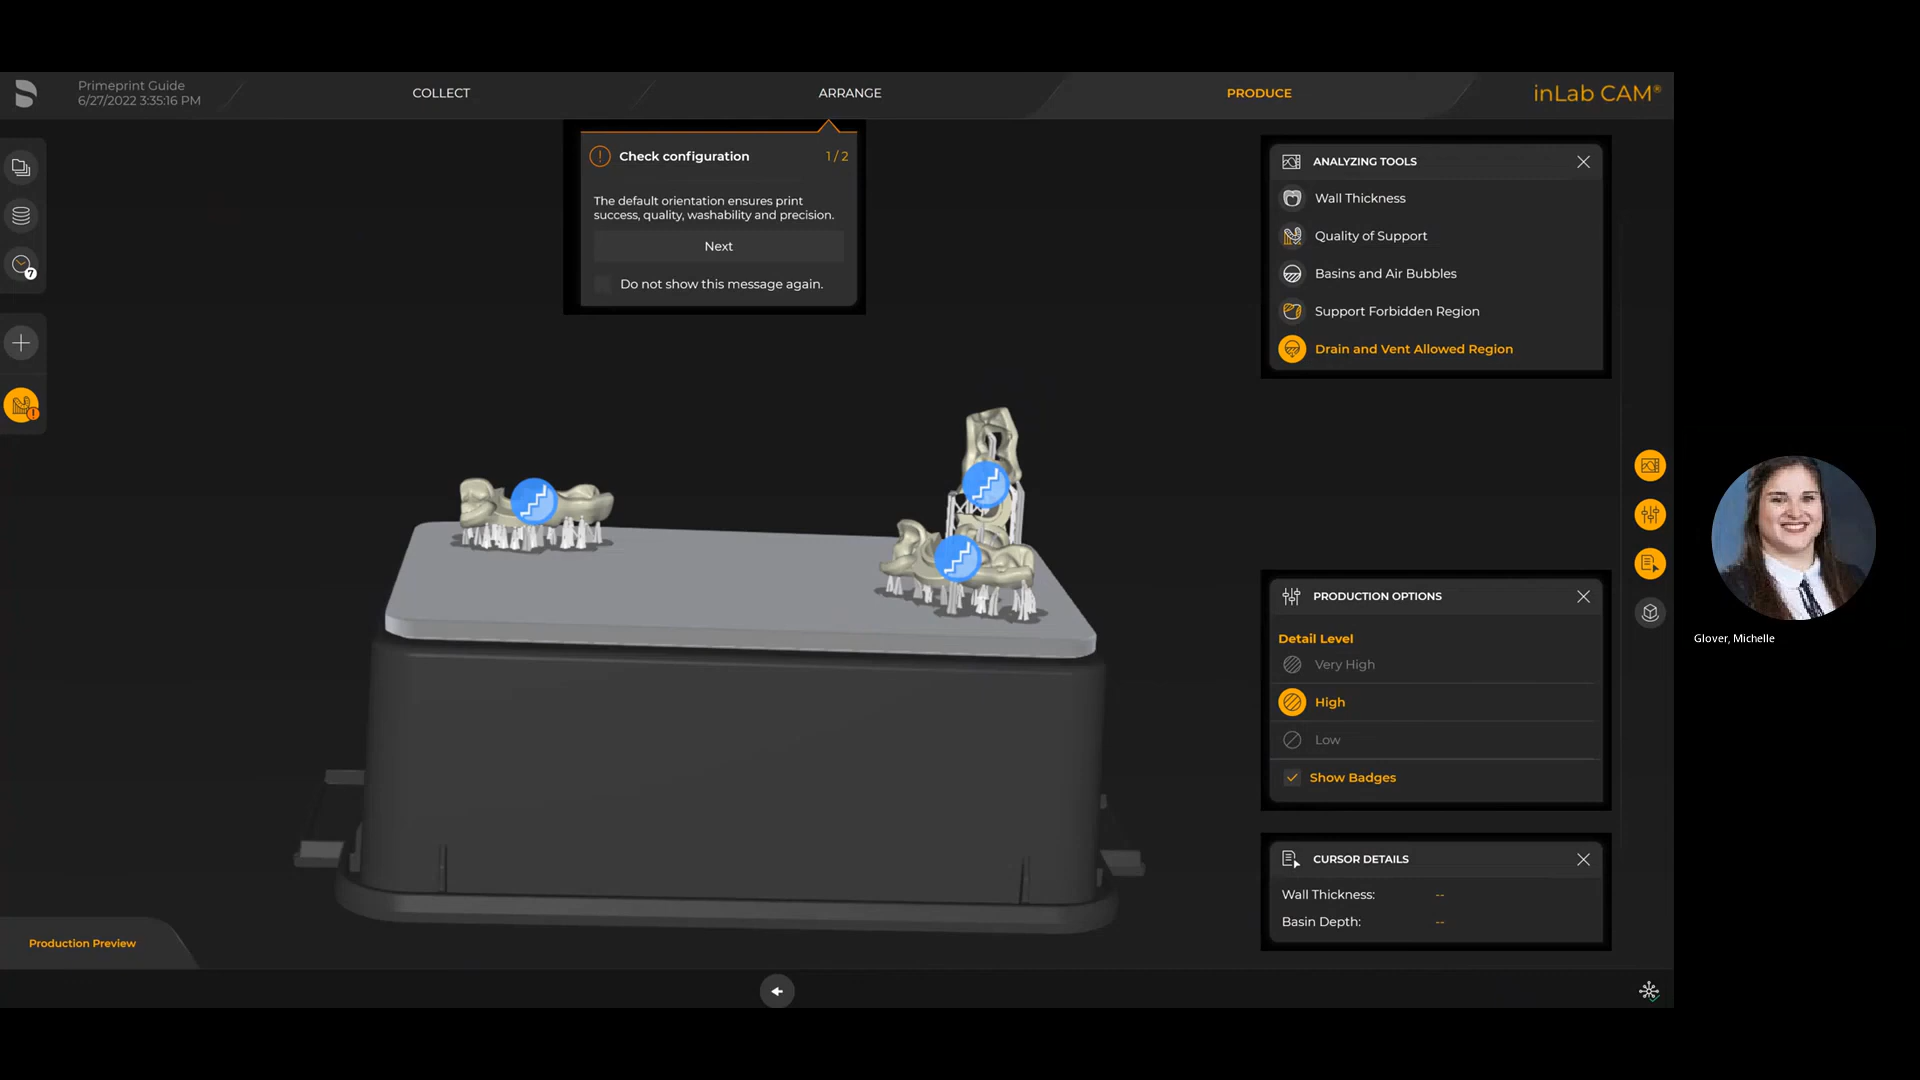 Primeprint Guide
6/27/2022 3:35:16 PM
COLLECT
ARRANGE
PRODUCE
inLab CAM®
Check configuration
1 / 2
The default orientation ensures print
success, quality, washability and precision.
Next
Do not show this message again.
ANALYZING TOOLS
Wall Thickness
Quality of Support
Basins and Air Bubbles
Support Forbidden Region
Drain and Vent Allowed Region
7
!
PRODUCTION OPTIONS
Detail Level
Very High
High
Low
Show Badges
Glover, Michelle
CURSOR DETAILS
Wall Thickness: --
Basin Depth: --
Production Preview